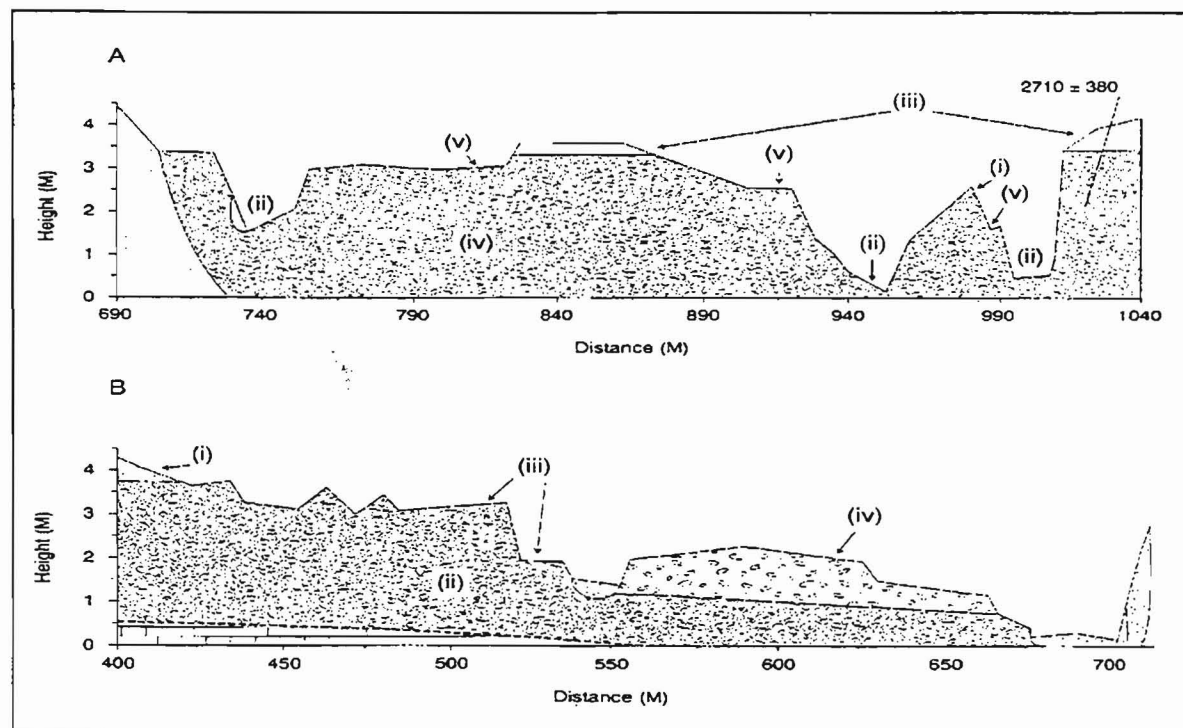 A
2710 ± 380
(iii)
4
(v)
(v)
(i)
3
(v)
(ii)
2
(iv)
(ii)
(ii)
1
0
Height (M)
690 740 790 840 890 940 990 1040
Distance (M)
B
(i)
(iii)
4
(iv)
3
2
(ii)
1
0
Height (M)
400 450 500 550 600 650 700
Distance (M)